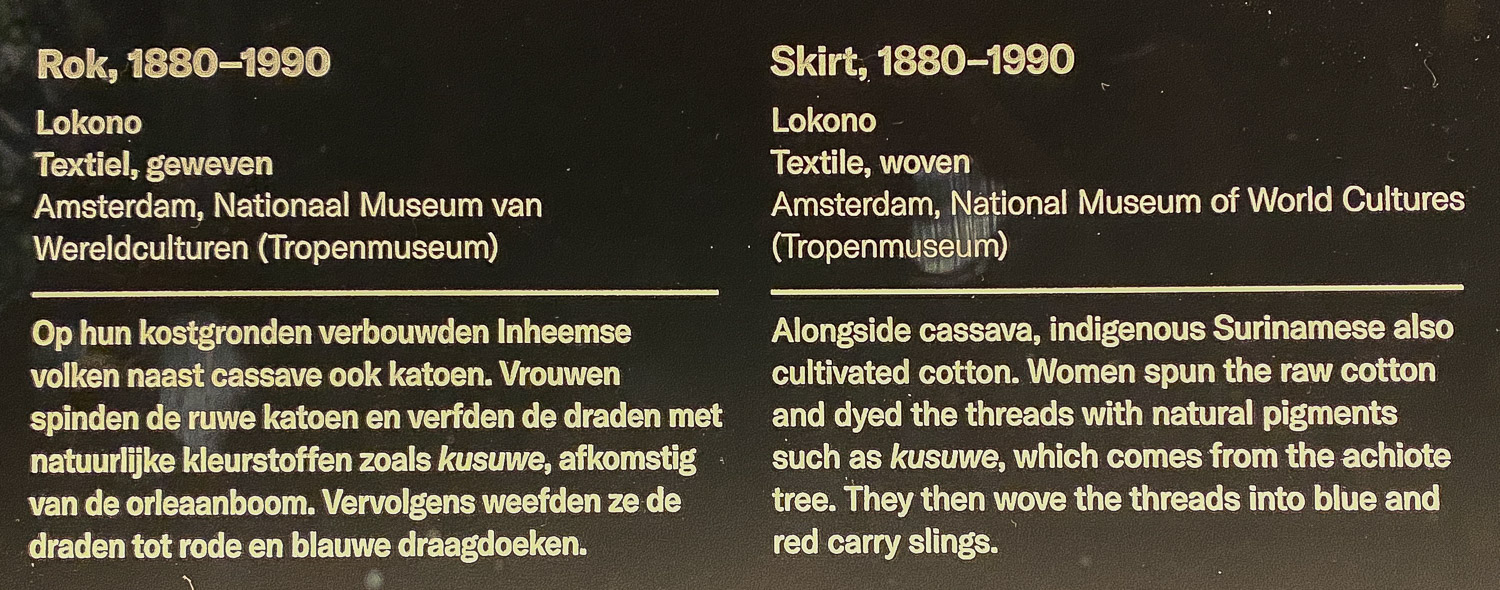 Rok, 1880–1990
Lokono
Textiel, geweven
Amsterdam, Nationaal Museum van
Wereldculturen (Tropenmuseum)
Op hun kostgronden verbouwden Inheemse
volken naast cassave ook katoen. Vrouwen
spinden de ruwe katoen en verfden de draden met
natuurlijke kleurstoffen zoals kusuwe, afkomstig
van de orleaanboom. Vervolgens weefden ze de
draden tot rode en blauwe draagdoeken.
Skirt, 1880–1990
Lokono
Textile, woven
Amsterdam, National Museum of World Cultures
(Tropenmuseum)
Alongside cassava, indigenous Surinamese also
cultivated cotton. Women spun the raw cotton
and dyed the threads with natural pigments
such as kusuwe, which comes from the achiote
tree. They then wove the threads into blue and
red carry slings.